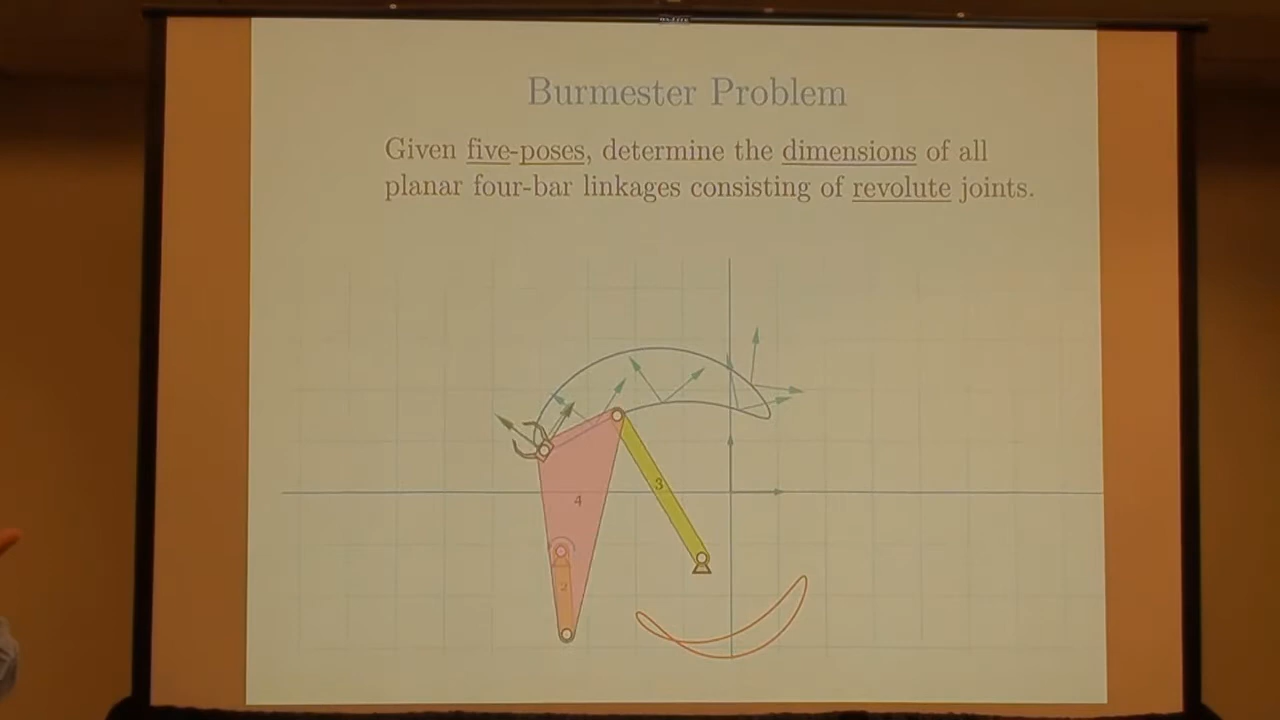 Burmester Problem
Given five-poses, determine the dimensions of all
planar four-bar linkages consisting of revolute joints.
3
4
2